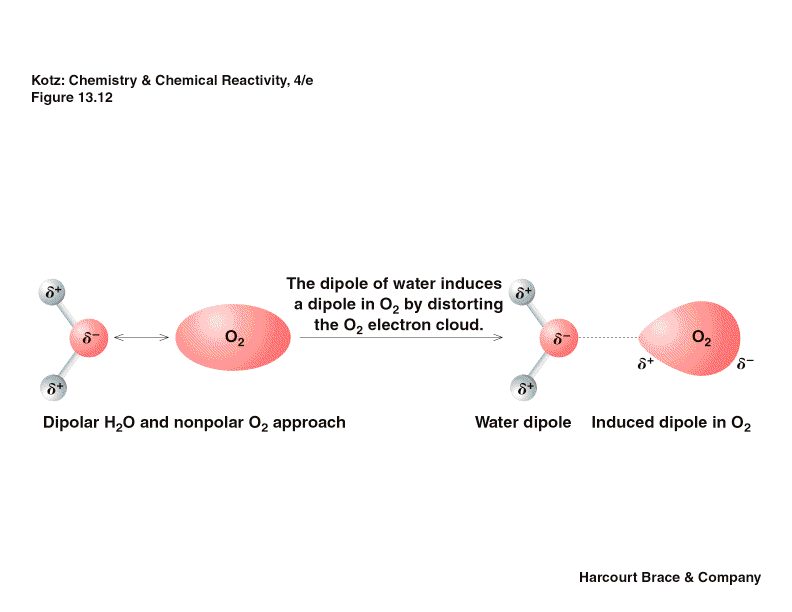 Kotz: Chemistry & Chemical Reactivity, 4/e
Figure 13.12
The dipole of water induces
a dipole in O₂ by distorting
the O₂ electron cloud.
δ⁺
δ⁻
δ⁺
O₂
δ⁺
δ⁻
δ⁺
O₂
δ⁺
δ⁻
Dipolar H₂O and nonpolar O₂ approach
Water dipole
Induced dipole in O₂
Harcourt Brace & Company